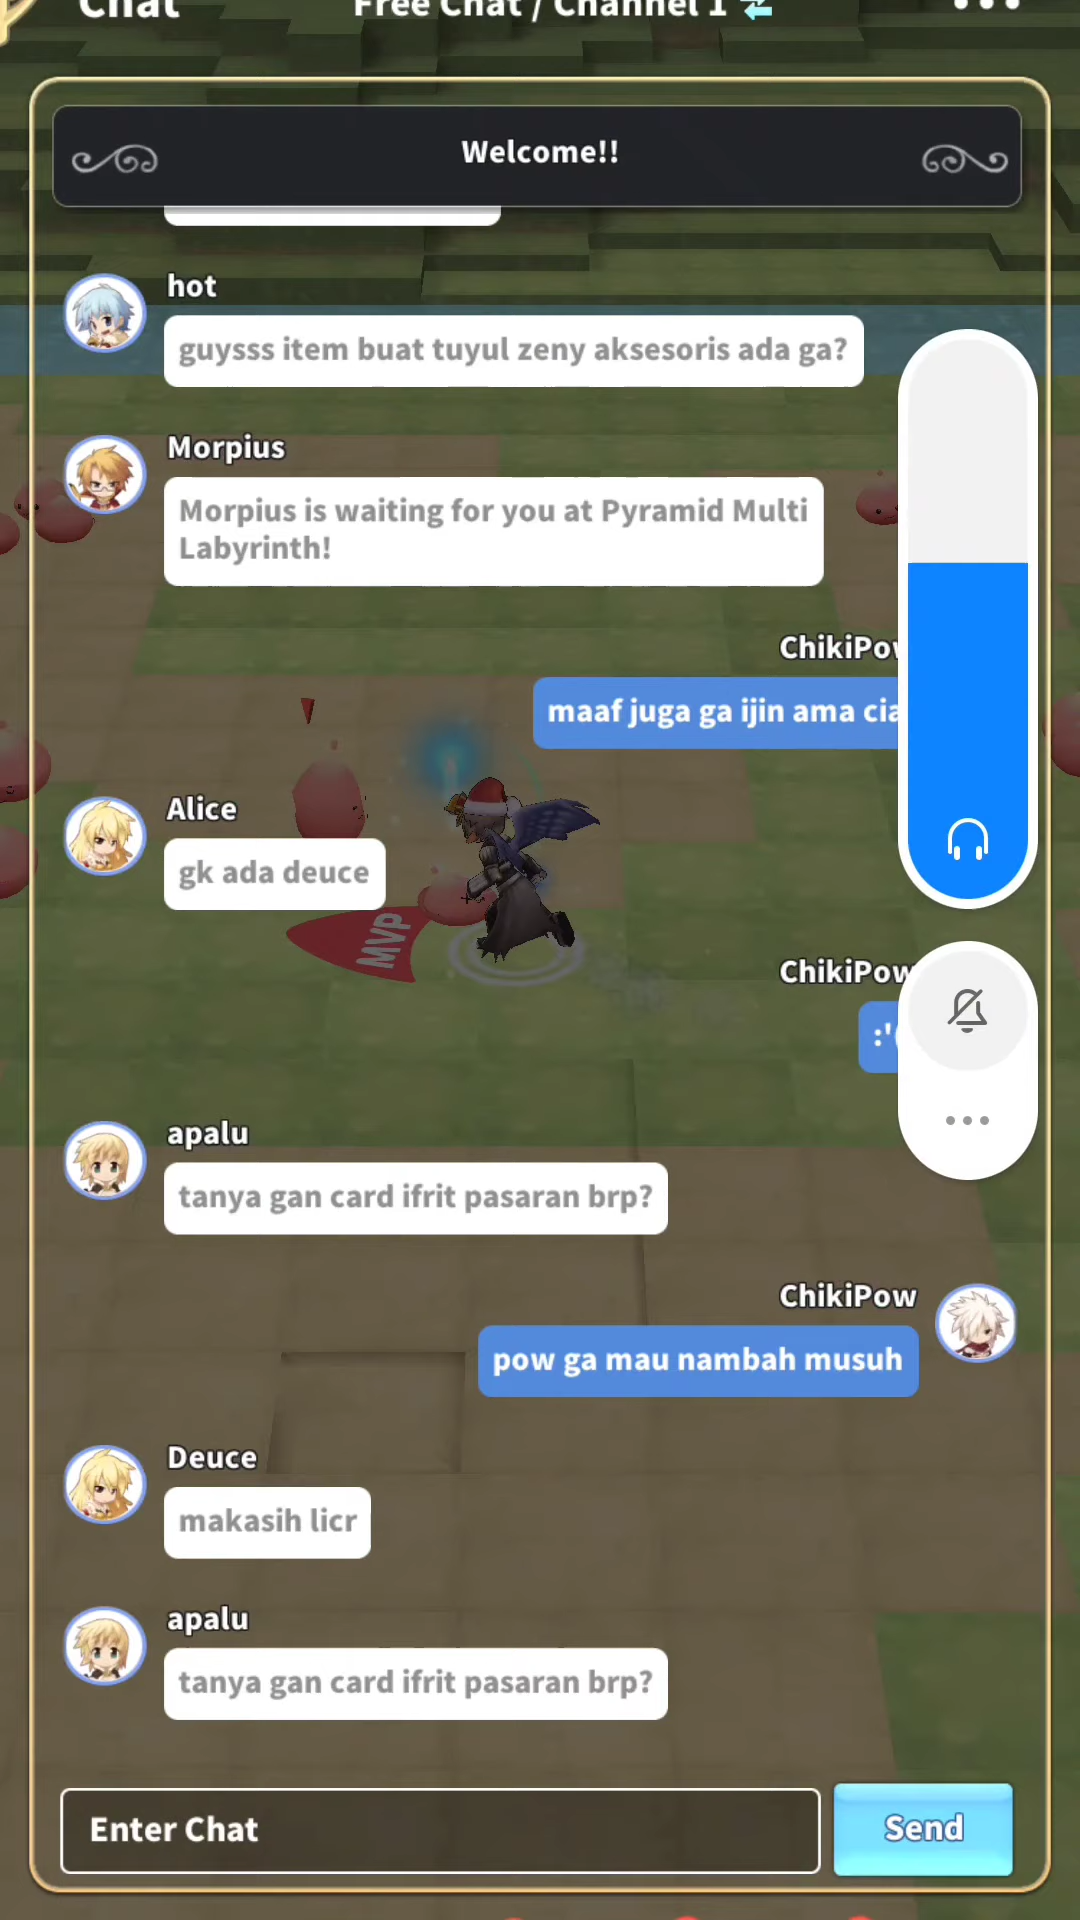 Chat
Free Chat / Channel 1
Welcome!!
hot
guysss item buat tuyul zeny aksesoris ada ga?
Morpius
Morpius is waiting for you at Pyramid Multi
Labyrinth!
ChikiPow
maaf juga ga ijin ama
Alice
gk ada deuce
MVP
ChikiPow
:'(
apalu
tanya gan card ifrit pasaran brp?
ChikiPow
pow ga mau nambah musuh
Deuce
makasih licr
apalu
tanya gan card ifrit pasaran brp?
Enter Chat
Send